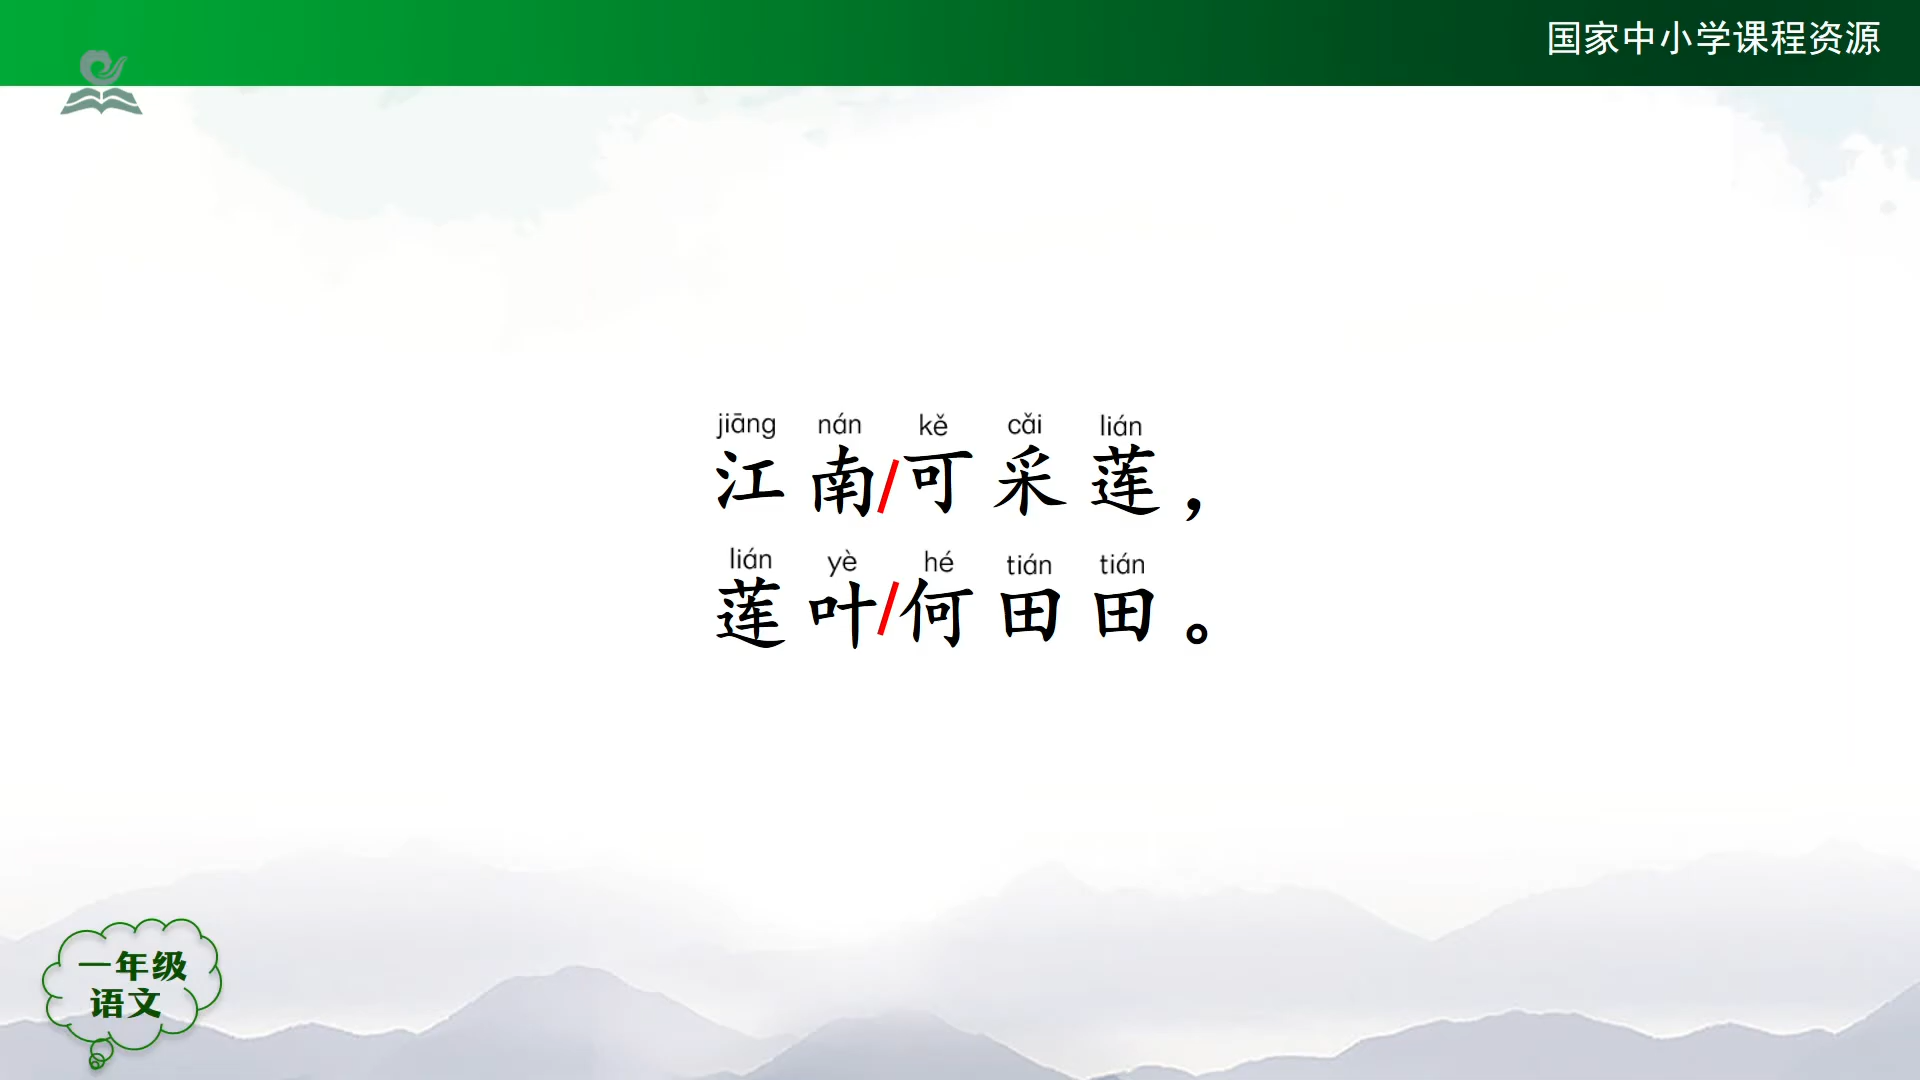 国家中小学课程资源
jiāng nán kě cǎi lián
江南/可采莲，
lián yè hé tián tián
莲叶/何田田。
一年级
语文